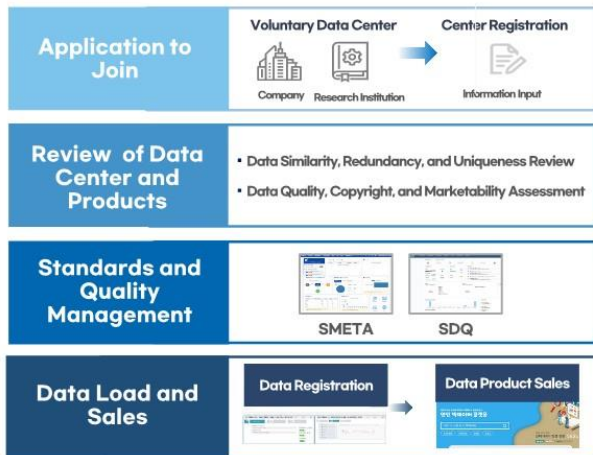 Application to
Join
Voluntary Data Center
Center Registration
Company
Research Institution
Information Input
Review of Data
Center and
Products
▪ Data Similarity, Redundancy, and Uniqueness Review
▪ Data Quality, Copyright, and Marketability Assessment
Standards and
Quality
Management
SMETA
SDQ
Data Load and
Sales
Data Registration
Data Product Sales